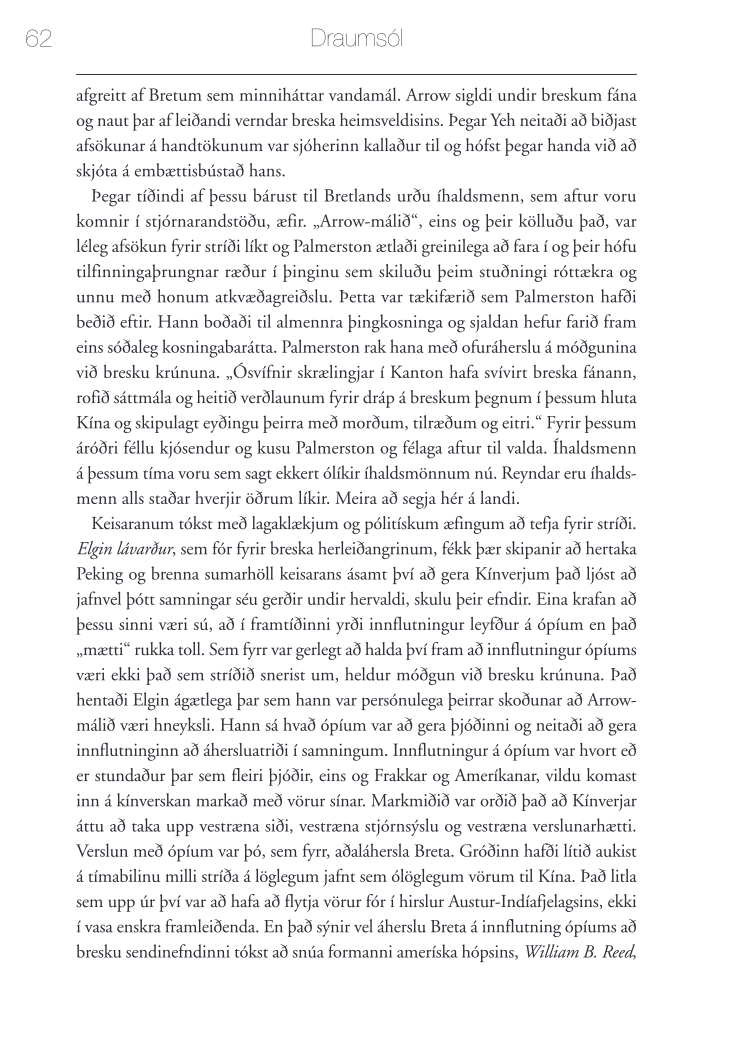 62
Draumsól
afgreitt af Bretum sem minniháttar vandamál. Arrow sigldi undir breskum fána
og naut þar af leiðandi verndar breska heimsveldisins. Þegar Yeh neitaði að biðjast
afsökunar á handtökunum var sjóherinn kallaður til og hófst þegar handa við að
skjóta á embættisbústað hans.
Þegar tíðindi af þessu bárust til Bretlands urðu íhaldsmenn, sem aftur voru
komnir í stjórnarandstöðu, æfir. „Arrow-málið“, eins og þeir kölluðu það, var
léleg afsökun fyrir stríði líkt og Palmerston ætlaði greinilega að fara í og þeir hófu
tilfinningaþrungnar ræður í þinginu sem skiluðu þeim stuðningi róttækra og
unnu með honum atkvæðagreiðslu. Þetta var tækifærið sem Palmerston hafði
beðið eftir. Hann boðaði til almennra þingkosninga og sjaldan hefur farið fram
eins sóðaleg kosningabarátta. Palmerston rak hana með ofuráherslu á móðgunina
við bresku krúnuna. „Ósvífnir skrælingjar í Kanton hafa svívirt breska fánann,
rofið sáttmála og heitið verðlaunum fyrir dráp á breskum þegnum í þessum hluta
Kína og skipulagt eyðingu þeirra með morðum, tilræðum og eitri.“ Fyrir þessum
áróðri féllu kjósendur og kusu Palmerston og félaga aftur til valda. Íhaldsmenn
á þessum tíma voru sem sagt ekkert ólíkir íhaldsmönnum nú. Reyndar eru íhalds-
menn alls staðar hverjir öðrum líkir. Meira að segja hér á landi.
Keisaranum tókst með lagaklækjum og pólitískum æfingum að tefja fyrir stríði.
Elgin lávarður, sem fór fyrir breska herleiðangrinum, fékk þær skipanir að hertaka
Peking og brenna sumarhöll keisarans ásamt því að gera Kínverjum það ljóst að
jafnvel þótt samningar séu gerðir undir hervaldi, skulu þeir efndir. Eina krafan að
þessu sinni væri sú, að í framtíðinni yrði innflutningur leyfður á ópíum en það
„mætti“ rukka toll. Sem fyrr var gerlegt að halda því fram að innflutningur ópíums
væri ekki það sem stríðið snerist um, heldur móðgun við bresku krúnuna. Það
hentaði Elgin ágætlega þar sem hann var persónulega þeirrar skoðunar að Arrow-
málið væri hneyksli. Hann sá hvað ópíum var að gera þjóðinni og neitaði að gera
innflutninginn að áhersluatriði í samningum. Innflutningur á ópíum var hvort eð
er stundaður þar sem fleiri þjóðir, eins og Frakkar og Ameríkanar, vildu komast
inn á kínverskan markað með vörur sínar. Markmiðið var orðið það að Kínverjar
áttu að taka upp vestræna siði, vestræna stjórnsýslu og vestræna verslunarhætti.
Verslun með ópíum var þó, sem fyrr, aðaláhersla Breta. Gróðinn hafði lítið aukist
á tímabilinu milli stríða á löglegum jafnt sem ólöglegum vörum til Kína. Það litla
sem upp úr því var að hafa að flytja vörur fór í hirslur Austur-Indíafjelagsins, ekki
í vasa enskra framleiðenda. En það sýnir vel áherslu Breta á innflutning ópíums að
bresku sendinefndinni tókst að snúa formanni ameríska hópsins, William B. Reed,